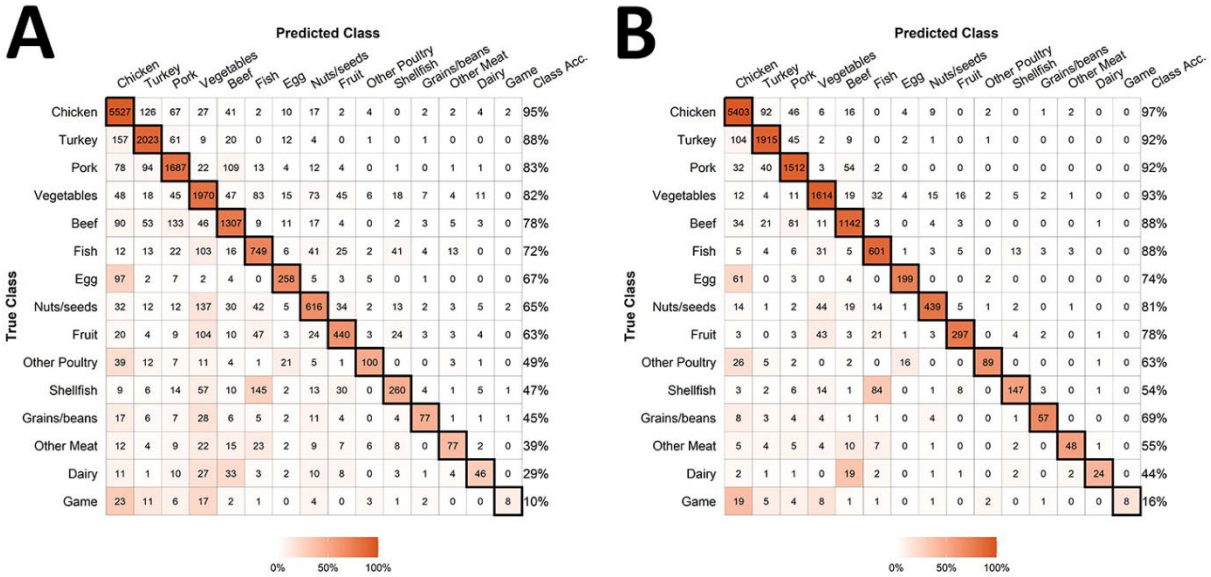 A
Predicted Class
Chicken Turkey Pork Vegetables Beef Fish Egg Nuts/seeds Fruit Other Poultry Shellfish Grains/beans Other Meat Dairy Game Class Acc.
True Class
Chicken 5527 126 67 27 41 2 10 17 2 4 0 2 2 4 2 95%
Turkey 157 2023 61 9 20 0 12 4 0 1 0 1 0 0 0 88%
Pork 78 94 1687 22 109 13 4 12 4 0 1 0 1 1 0 83%
Vegetables 48 18 45 1970 47 83 15 73 45 6 18 7 4 11 0 82%
Beef 90 53 133 46 1307 9 11 17 4 0 2 3 5 3 0 78%
Fish 12 13 22 103 16 749 6 41 25 2 41 4 13 0 0 72%
Egg 97 2 7 2 4 0 258 5 3 5 0 1 0 0 0 67%
Nuts/seeds 32 12 12 137 30 42 5 616 34 2 13 2 3 5 2 65%
Fruit 20 4 9 104 10 47 3 24 440 3 24 3 4 0 0 63%
Other Poultry 39 12 7 11 4 1 21 5 1 100 0 0 3 1 0 49%
Shellfish 9 6 14 57 10 145 2 13 30 0 260 4 1 5 1 47%
Grains/beans 17 6 7 28 6 5 2 11 4 0 4 77 1 1 1 45%
Other Meat 12 4 9 22 15 23 2 9 7 6 8 0 77 2 0 39%
Dairy 11 1 10 27 33 3 2 10 8 0 3 1 4 46 0 29%
Game 23 11 6 17 2 1 0 4 0 3 1 2 0 0 8 10%
0% 50% 100%
B
Predicted Class
Chicken Turkey Pork Vegetables Beef Fish Egg Nuts/seeds Fruit Other Poultry Shellfish Grains/beans Other Meat Dairy Game Class Acc.
True Class
Chicken 5403 92 46 6 16 0 4 9 0 2 0 1 2 0 0 97%
Turkey 104 1915 45 3 9 0 2 1 0 1 0 0 0 0 0 92%
Pork 32 40 1512 3 54 2 0 2 0 0 0 0 0 0 0 92%
Vegetables 12 4 11 1614 19 32 4 15 16 2 5 2 1 0 0 93%
Beef 34 21 81 11 1142 3 0 4 3 0 0 0 0 1 0 88%
Fish 5 4 6 31 5 601 1 3 5 0 13 3 3 0 0 88%
Egg 61 0 3 0 4 0 199 2 0 1 0 0 0 0 0 74%
Nuts/seeds 14 1 2 44 19 14 1 439 5 1 2 0 1 0 0 81%
Fruit 3 0 3 43 3 21 1 3 297 0 4 2 0 1 0 78%
Other Poultry 26 5 2 0 2 0 16 0 0 89 0 0 0 1 0 63%
Shellfish 3 2 6 14 1 84 0 1 8 0 147 3 0 1 0 54%
Grains/beans 8 3 4 4 1 1 0 4 0 0 1 57 0 0 0 69%
Other Meat 5 4 5 4 10 7 0 1 0 0 2 0 48 1 0 55%
Dairy 2 1 1 0 19 2 0 1 1 0 2 0 2 24 0 44%
Game 19 5 4 8 1 0 0 1 0 2 0 1 0 0 8 16%
0% 50% 100%